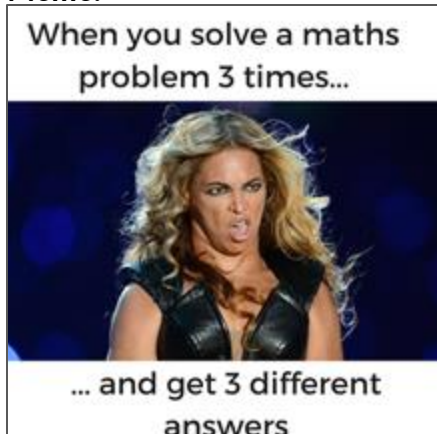 When you solve a maths
problem 3 times...
... and get 3 different
answers